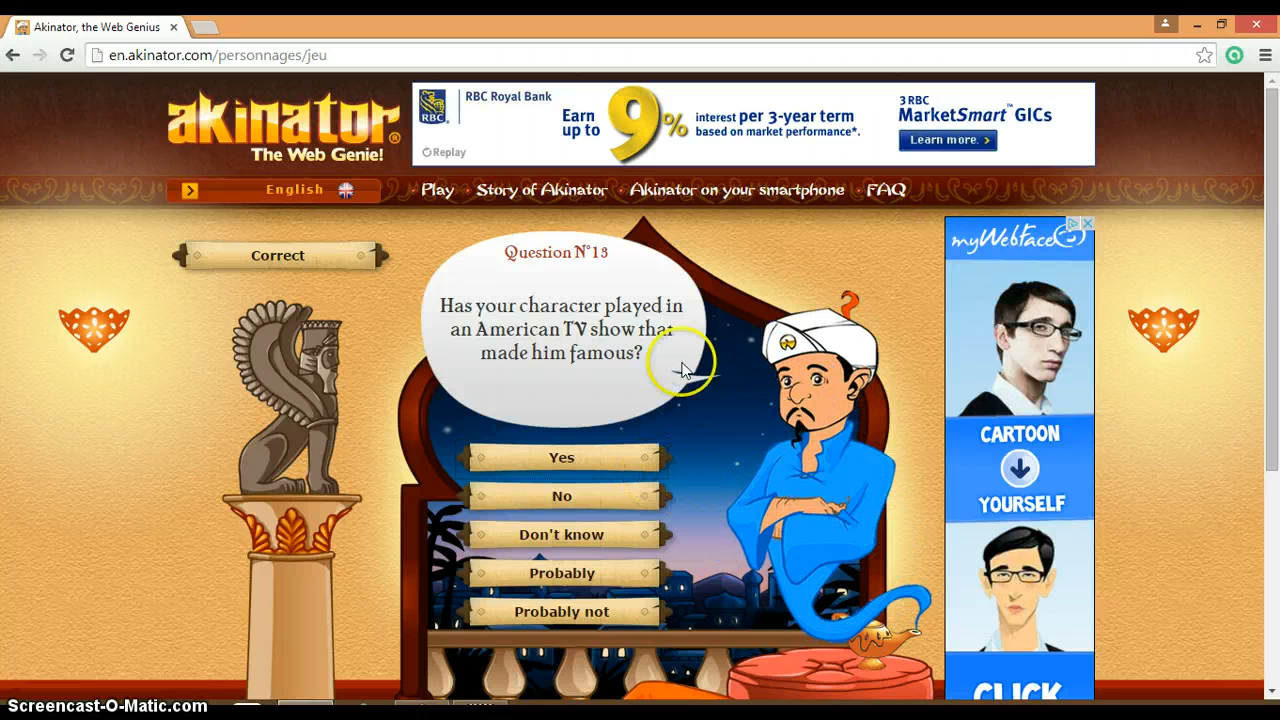 Akinator, the Web Genius
en.akinator.com/personnages/jeu
akinator®
The Web Genie!
RBC
RBC Royal Bank
Earn
up to
9%
interest per 3-year term
based on market performance*.
3 RBC
MarketSmart™ GICs
Learn more.
Replay
English
Play
Story of Akinator
Akinator on your smartphone
FAQ
Correct
Question N°13
Has your character played in
an American TV show that
made him famous?
Yes
No
Don't know
Probably
Probably not
myWebface
CARTOON
YOURSELF
CLICK
Screencast-O-Matic.com